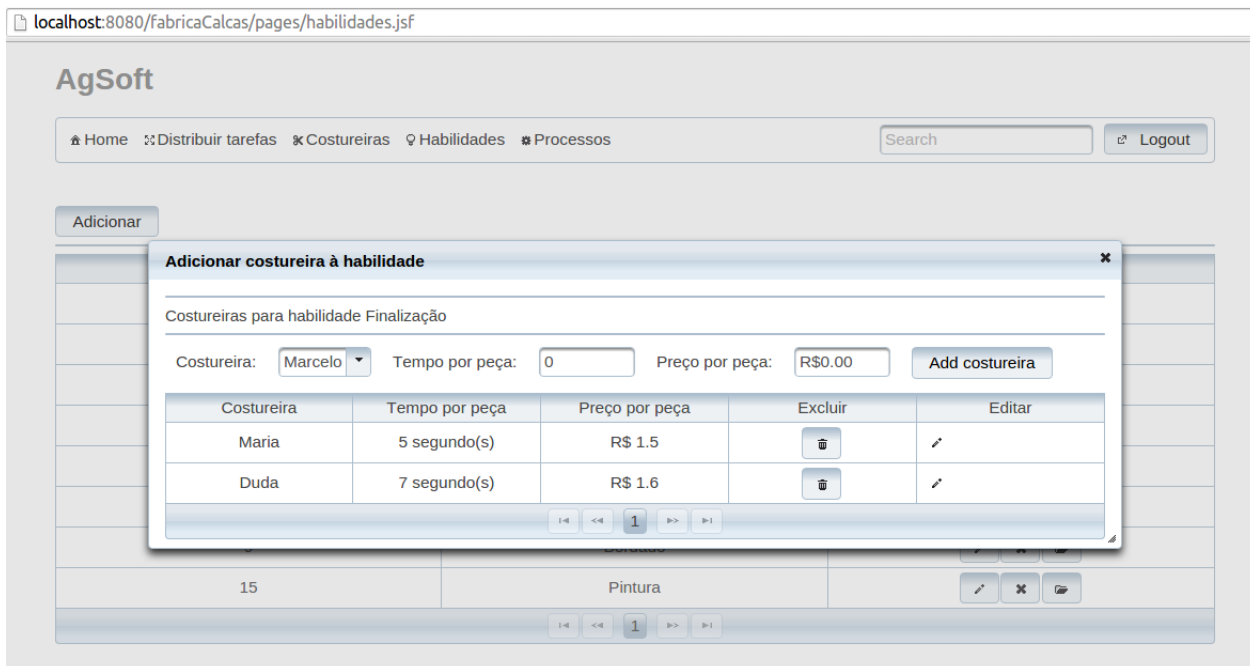 localhost:8080/fabricaCalcas/pages/habilidades.jsf
AgSoft
Home Distribuir tarefas Costureiras Habilidades Processos Search Logout
Adicionar
Adicionar costureira à habilidade
Costureiras para habilidade Finalização
Costureira: Marcelo Tempo por peça: 0 Preço por peça: R$0.00 Add costureira
Costureira Tempo por peça Preço por peça Excluir Editar
Maria 5 segundo(s) R$ 1.5
Duda 7 segundo(s) R$ 1.6
1
15 Pintura
1